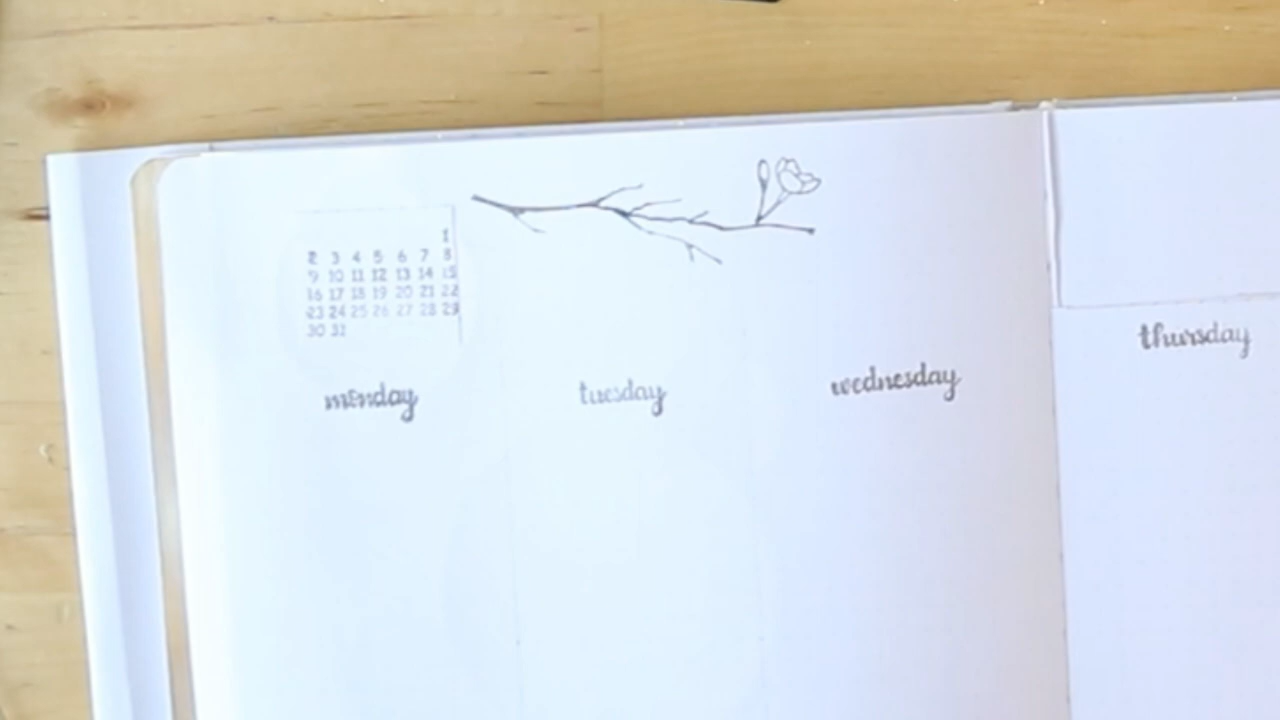 1
2 3 4 5 6 7 8
9 10 11 12 13 14 15
16 17 18 19 20 21 22
23 24 25 26 27 28 29
30 31
monday
tuesday
wednesday
thursday